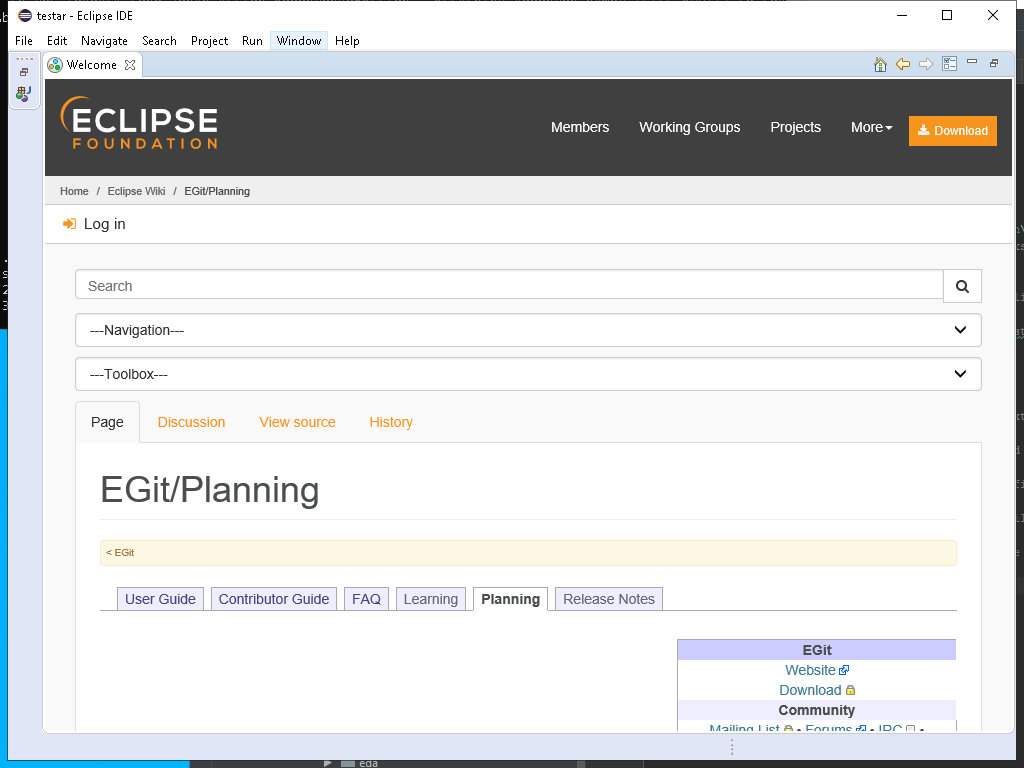 testar - Eclipse IDE
File Edit Navigate Search Project Run Window Help
Welcome
ECLIPSE
FOUNDATION
Members Working Groups Projects More Download
Home / Eclipse Wiki / EGit/Planning
Log in
Search
---Navigation---
---Toolbox---
Page Discussion View source History
EGit/Planning
< EGit
User Guide Contributor Guide FAQ Learning Planning Release Notes
EGit
Website
Download
Community
Mailing List • Forums • IRC •
eda